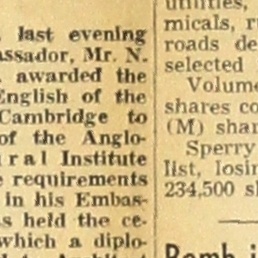 last evening
assador, Mr. N.
awarded the
English of the
Cambridge to
of the Anglo-
ural Institute
requirements
in his Embas-
s held the ce-
which a diplo-
utilities,
micals, r
roads de
selected
Volume
shares co
(M) shar
Sperry
list, losin
234,500 s